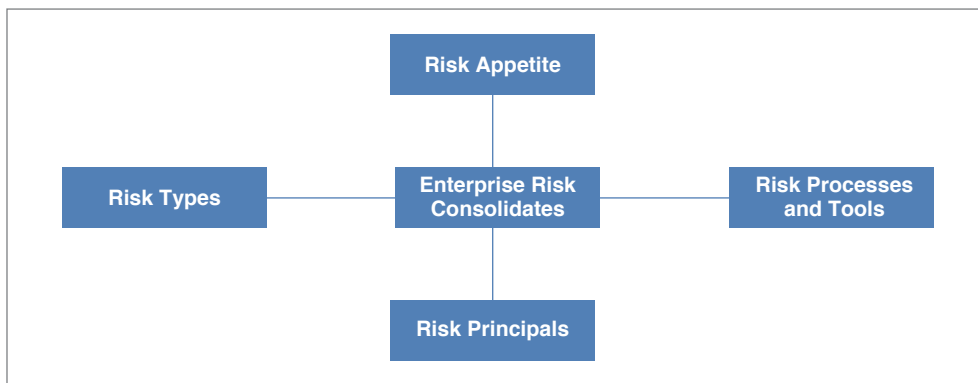 Risk Appetite
Risk Types
Enterprise Risk
Consolidates
Risk Processes
and Tools
Risk Principals